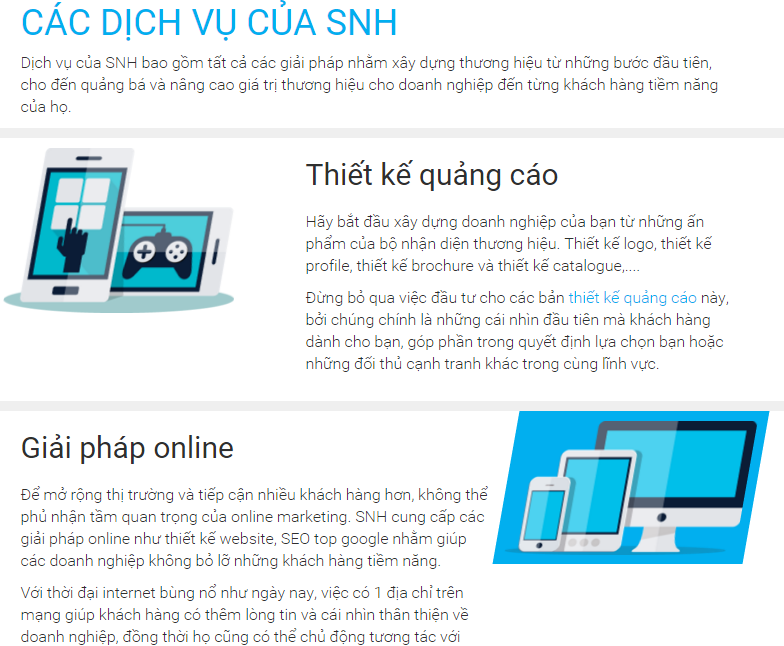 CÁC DỊCH VỤ CỦA SNH
Dịch vụ của SNH bao gồm tất cả các giải pháp nhằm xây dựng thương hiệu từ những bước đầu tiên,
cho đến quảng bá và nâng cao giá trị thương hiệu cho doanh nghiệp đến từng khách hàng tiềm năng
của họ.
Thiết kế quảng cáo
Hãy bắt đầu xây dựng doanh nghiệp của bạn từ những ấn
phẩm của bộ nhận diện thương hiệu. Thiết kế logo, thiết kế
profile, thiết kế brochure và thiết kế catalogue,....
Đừng bỏ qua việc đầu tư cho các bản thiết kế quảng cáo này,
bởi chúng chính là những cái nhìn đầu tiên mà khách hàng
dành cho bạn, góp phần trong quyết định lựa chọn bạn hoặc
những đối thủ cạnh tranh khác trong cùng lĩnh vực.
Giải pháp online
Để mở rộng thị trường và tiếp cận nhiều khách hàng hơn, không thể
phủ nhận tầm quan trọng của online marketing. SNH cung cấp các
giải pháp online như thiết kế website, SEO top google nhằm giúp
các doanh nghiệp không bỏ lỡ những khách hàng tiềm năng.
Với thời đại internet bùng nổ như ngày nay, việc có 1 địa chỉ trên
mạng giúp khách hàng có thêm lòng tin và cái nhìn thân thiện về
doanh nghiệp, đồng thời họ cũng có thể chủ động tương tác với